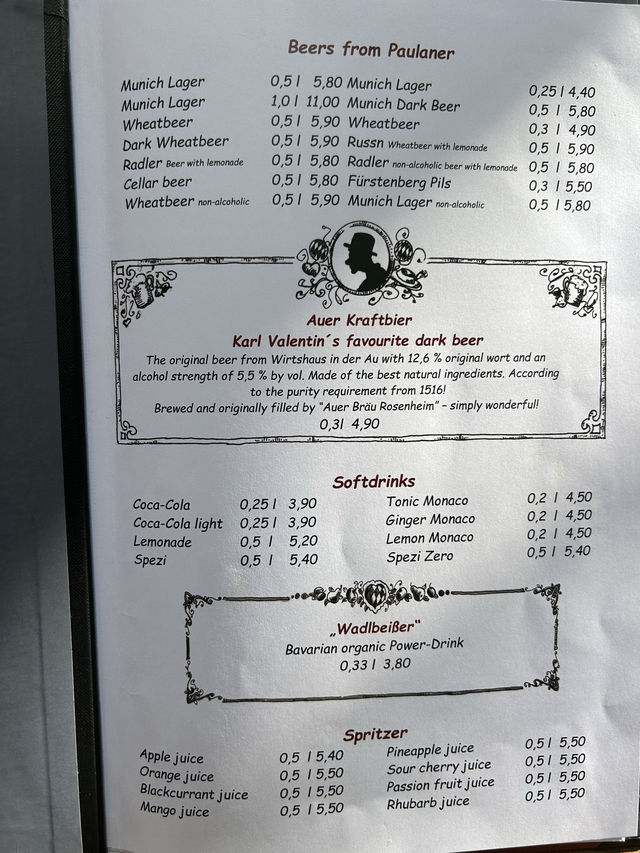 Beers from Paulaner
Munich Lager 0,5 l 5,80 Munich Lager 0,25 l 4,40
Munich Lager 1,0 l 11,00 Munich Dark Beer 0,5 l 5,80
Wheatbeer 0,5 l 5,90 Wheatbeer 0,3 l 4,90
Dark Wheatbeer 0,5 l 5,90 Russn Wheatbeer with lemonade 0,5 l 5,90
Radler Beer with lemonade 0,5 l 5,80 Radler non-alcoholic beer with lemonade 0,5 l 5,80
Cellar beer 0,5 l 5,80 Fürstenberg Pils 0,3 l 5,50
Wheatbeer non-alcoholic 0,5 l 5,90 Munich Lager non-alcoholic 0,5 l 5,80
Auer Kraftbier
Karl Valentin´s favourite dark beer
The original beer from Wirtshaus in der Au with 12,6 % original wort and an
alcohol strength of 5,5 % by vol. Made of the best natural ingredients. According
to the purity requirement from 1516!
Brewed and originally filled by "Auer Bräu Rosenheim" – simply wonderful!
0,3l 4,90
Softdrinks
Coca-Cola 0,25 l 3,90 Tonic Monaco 0,2 l 4,50
Coca-Cola light 0,25 l 3,90 Ginger Monaco 0,2 l 4,50
Lemonade 0,5 l 5,20 Lemon Monaco 0,2 l 4,50
Spezi 0,5 l 5,40 Spezi Zero 0,5 l 5,40
„Wadlbeißer"
Bavarian organic Power-Drink
0,33 l 3,80
Spritzer
Apple juice 0,5 l 5,40 Pineapple juice 0,5 l 5,50
Orange juice 0,5 l 5,50 Sour cherry juice 0,5 l 5,50
Blackcurrant juice 0,5 l 5,50 Passion fruit juice 0,5 l 5,50
Mango juice 0,5 l 5,50 Rhubarb juice 0,5 l 5,50